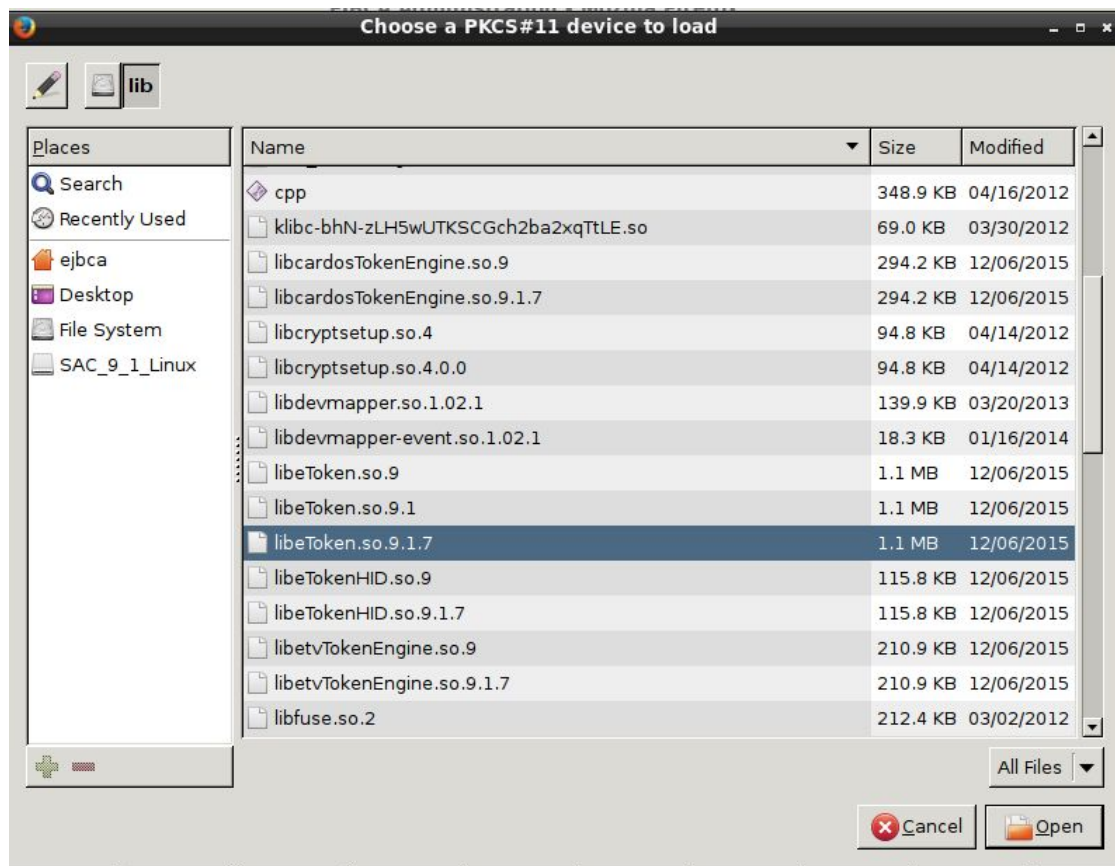 Choose a PKCS#11 device to load
lib
Places
Search
Recently Used
ejbca
Desktop
File System
SAC_9_1_Linux
Name Size Modified
cpp 348.9 KB 04/16/2012
klibc-bhN-zLH5wUTKSCGch2ba2xqTtLE.so 69.0 KB 03/30/2012
libcardosTokenEngine.so.9 294.2 KB 12/06/2015
libcardosTokenEngine.so.9.1.7 294.2 KB 12/06/2015
libcryptsetup.so.4 94.8 KB 04/14/2012
libcryptsetup.so.4.0.0 94.8 KB 04/14/2012
libdevmapper.so.1.02.1 139.9 KB 03/20/2013
libdevmapper-event.so.1.02.1 18.3 KB 01/16/2014
libeToken.so.9 1.1 MB 12/06/2015
libeToken.so.9.1 1.1 MB 12/06/2015
libeToken.so.9.1.7 1.1 MB 12/06/2015
libeTokenHID.so.9 115.8 KB 12/06/2015
libeTokenHID.so.9.1.7 115.8 KB 12/06/2015
libetvTokenEngine.so.9 210.9 KB 12/06/2015
libetvTokenEngine.so.9.1.7 210.9 KB 12/06/2015
libfuse.so.2 212.4 KB 03/02/2012
All Files
Cancel Open